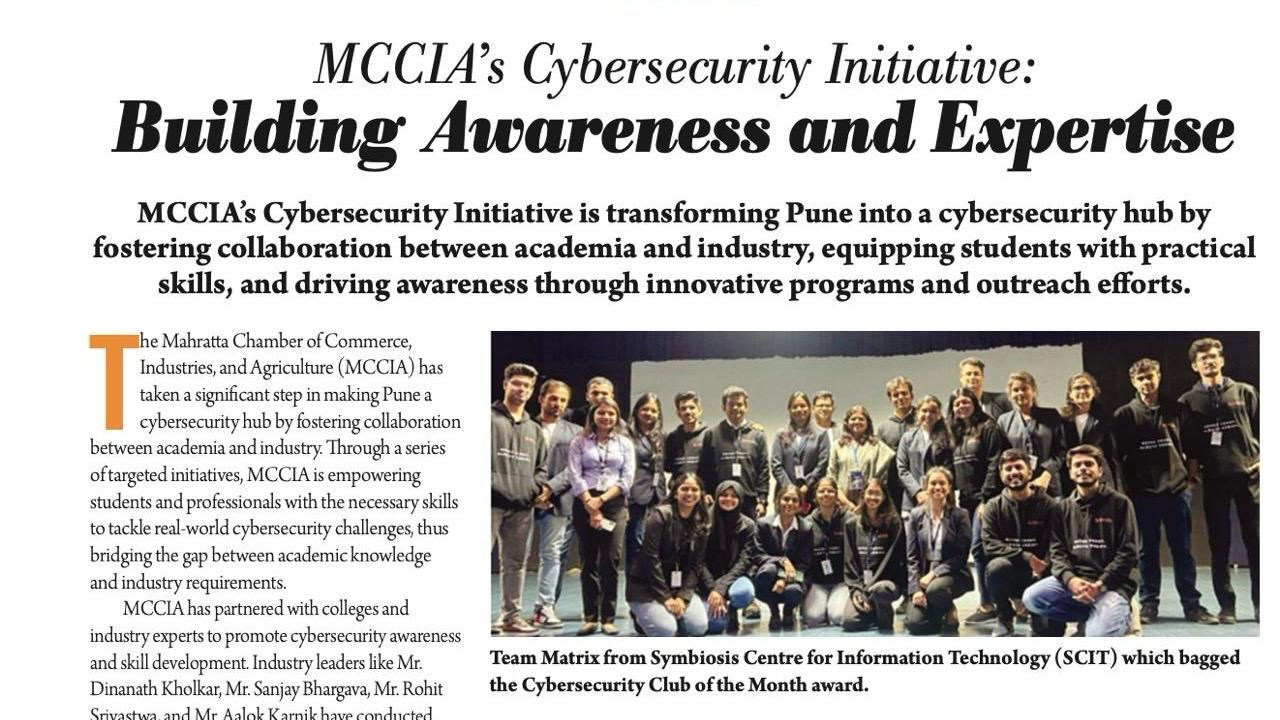 MCCIA's Cybersecurity Initiative:
Building Awareness and Expertise
MCCIA's Cybersecurity Initiative is transforming Pune into a cybersecurity hub by
fostering collaboration between academia and industry, equipping students with practical
skills, and driving awareness through innovative programs and outreach efforts.
The Mahratta Chamber of Commerce,
Industries, and Agriculture (MCCIA) has
taken a significant step in making Pune a
cybersecurity hub by fostering collaboration
between academia and industry. Through a series
of targeted initiatives, MCCIA is empowering
students and professionals with the necessary skills
to tackle real-world cybersecurity challenges, thus
bridging the gap between academic knowledge
and industry requirements.
MCCIA has partnered with colleges and
industry experts to promote cybersecurity awareness
and skill development. Industry leaders like Mr.
Dinanath Kholkar, Mr. Sanjay Bhargava, Mr. Rohit
Srivastwa, and Mr. Aalok Karnik have conducted
Team Matrix from Symbiosis Centre for Information Technology (SCIT) which bagged
the Cybersecurity Club of the Month award.